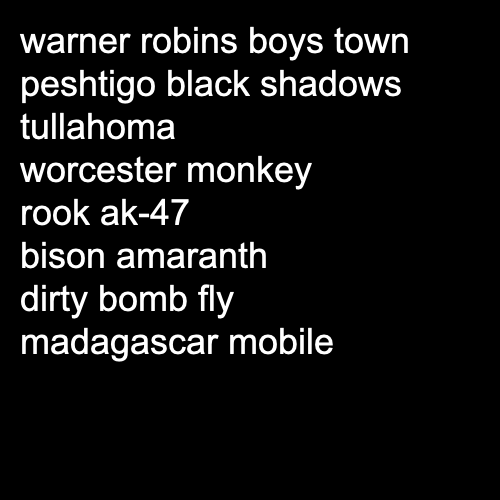 warner robins boys town
peshtigo black shadows
tullahoma
worcester monkey
rook ak-47
bison amaranth
dirty bomb fly
madagascar mobile